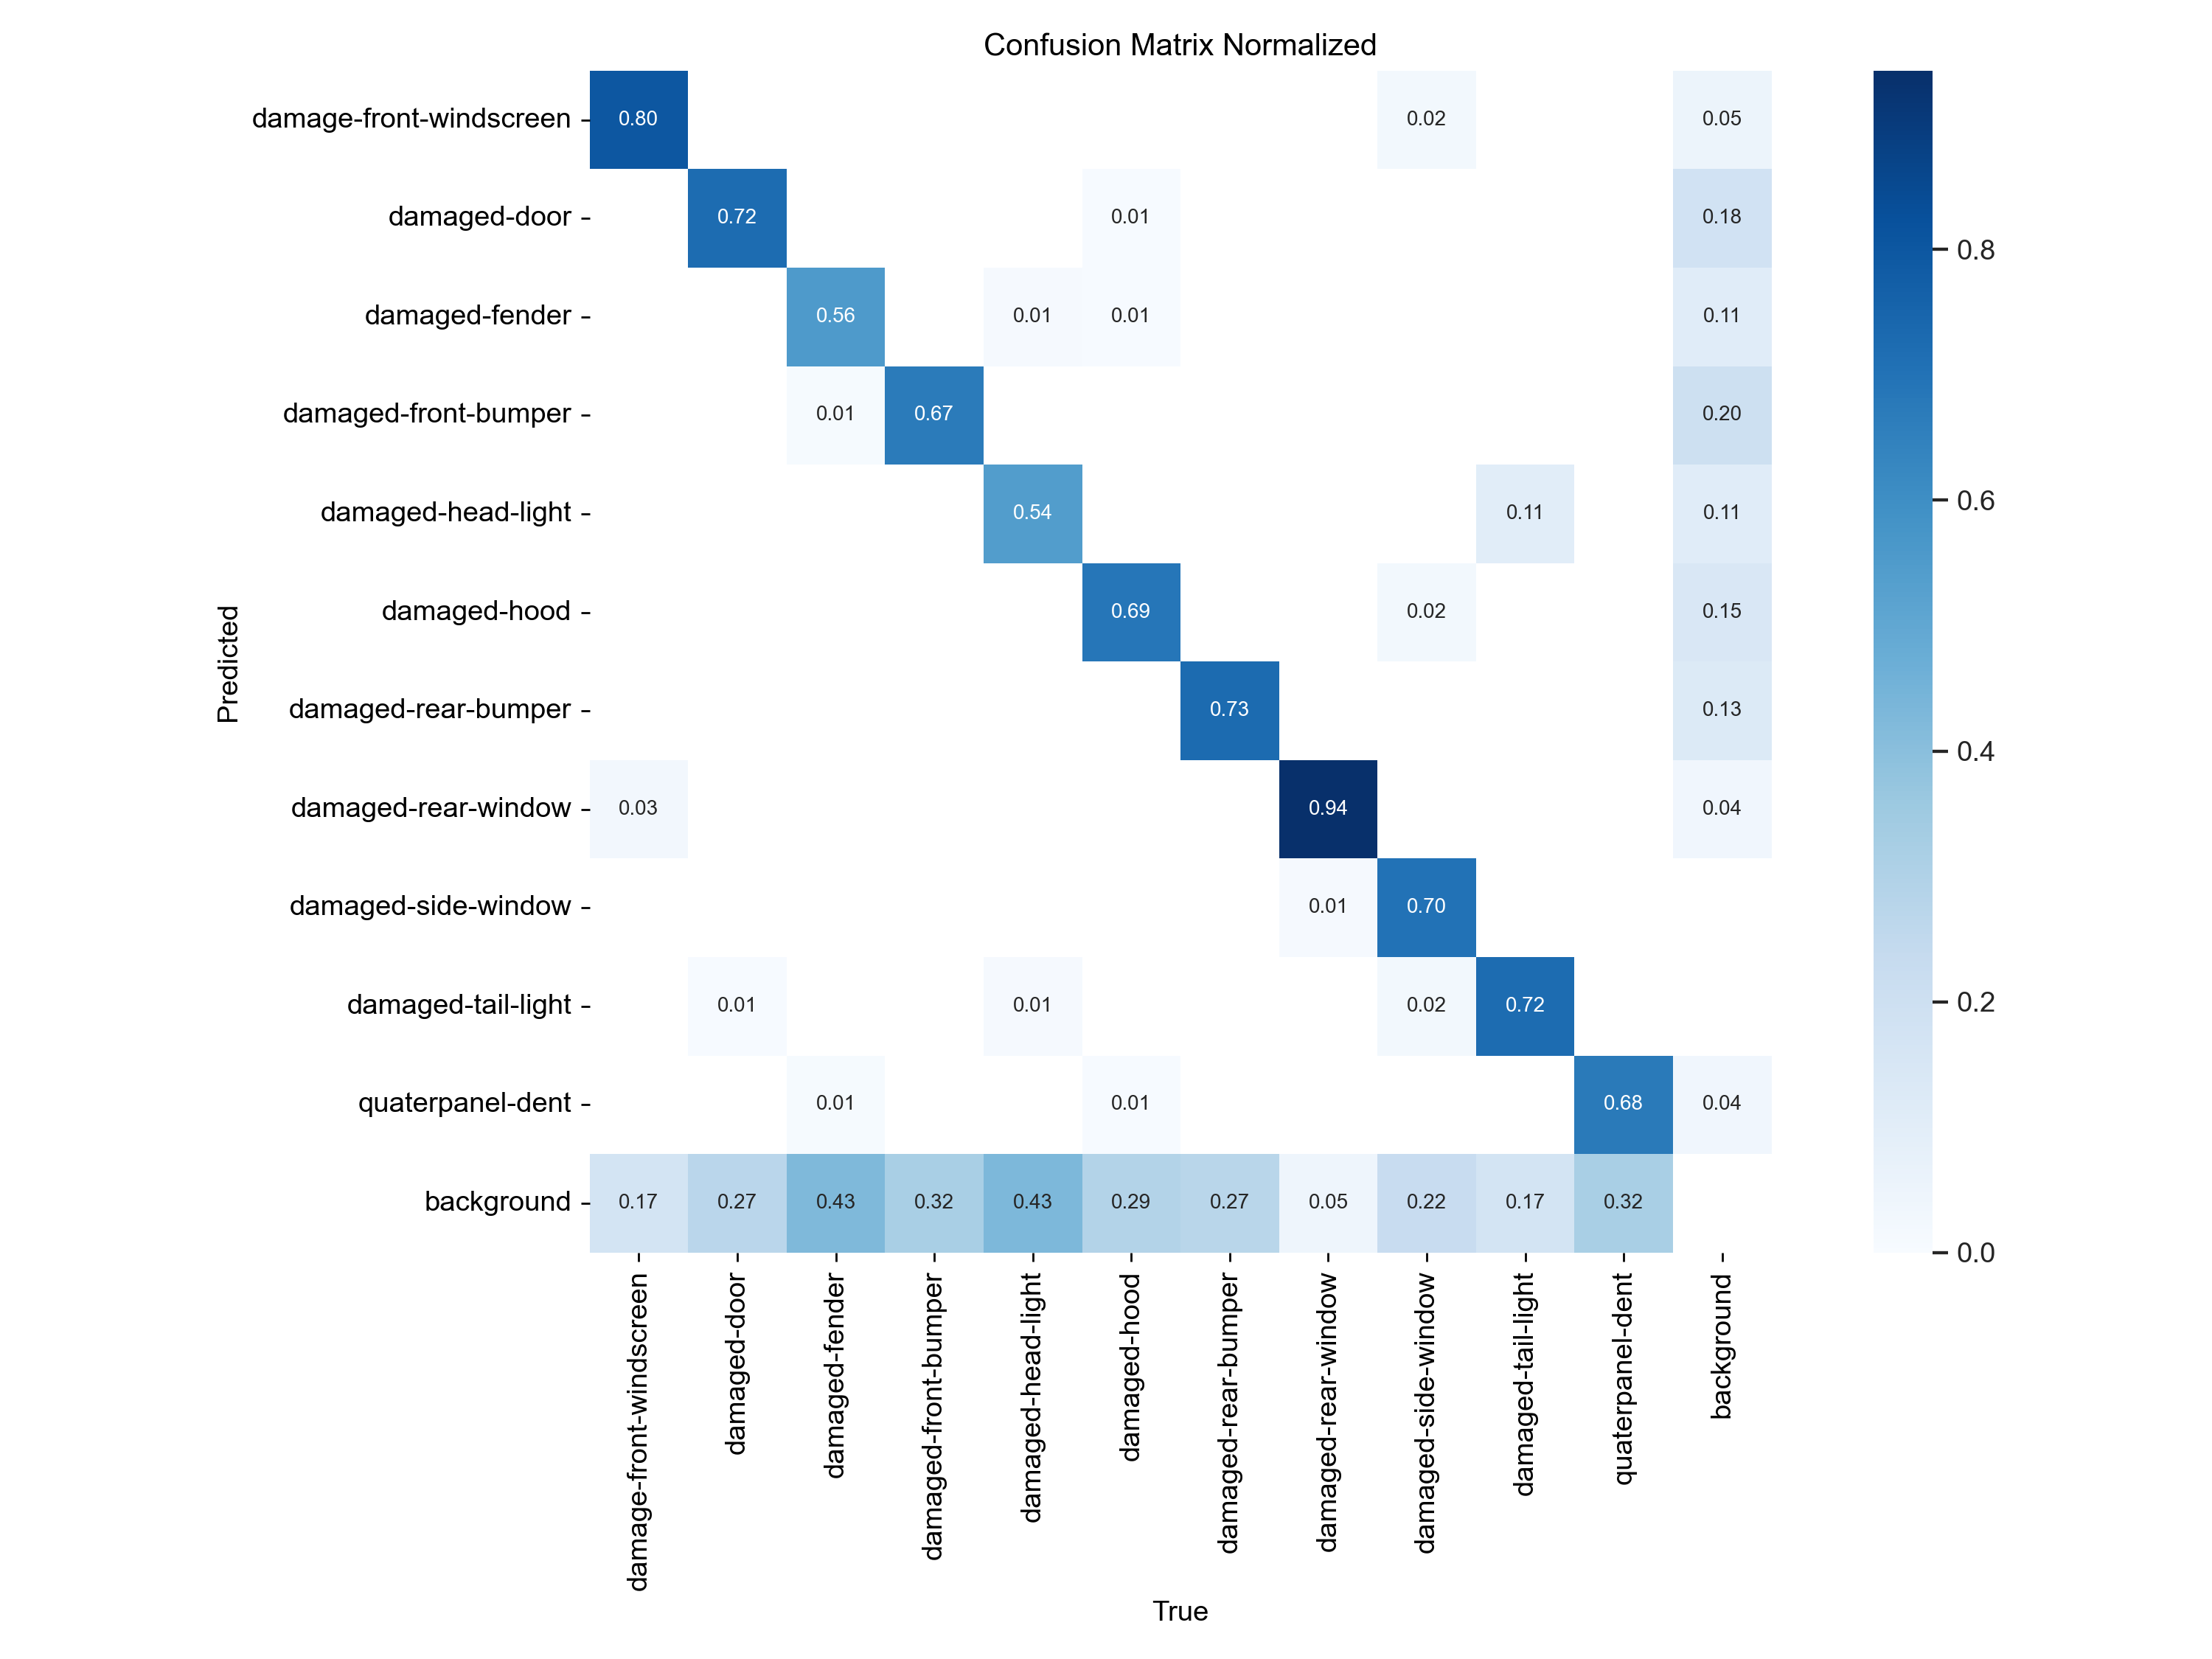 Confusion Matrix Normalized
damage-front-windscreen 0.80 0.02 0.05
damaged-door 0.72 0.01 0.18
0.8
damaged-fender 0.56 0.01 0.01 0.11
damaged-front-bumper 0.01 0.67 0.20
damaged-head-light 0.54 0.11 0.11
0.6
damaged-hood 0.69 0.02 0.15
Predicted
damaged-rear-bumper 0.73 0.13
0.4
damaged-rear-window 0.03 0.94 0.04
damaged-side-window 0.01 0.70
damaged-tail-light 0.01 0.01 0.02 0.72
0.2
quaterpanel-dent 0.01 0.01 0.68 0.04
background 0.17 0.27 0.43 0.32 0.43 0.29 0.27 0.05 0.22 0.17 0.32
0.0
damage-front-windscreen
damaged-door
damaged-fender
damaged-front-bumper
damaged-head-light
damaged-hood
damaged-rear-bumper
damaged-rear-window
damaged-side-window
damaged-tail-light
quaterpanel-dent
background
True